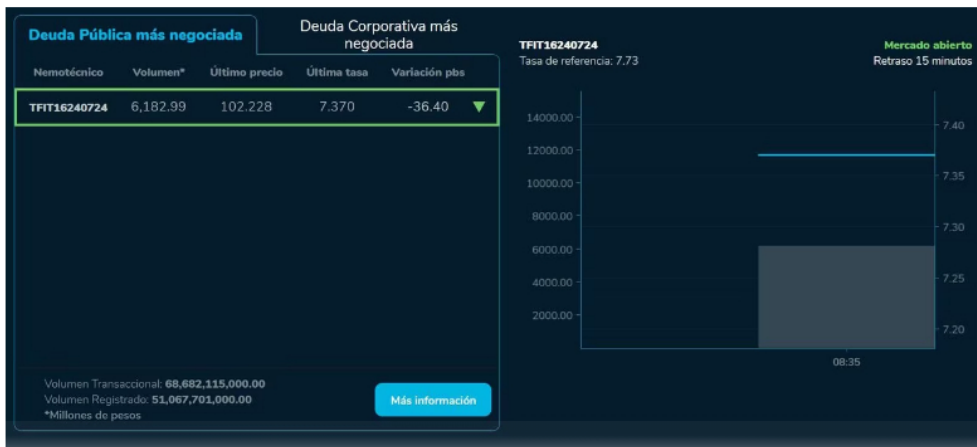 Deuda Pública más negociada
Deuda Corporativa más
negociada
Nemotécnico Volumen* Último precio Última tasa Variación pbs
TFIT16240724 6,182.99 102.228 7.370 -36.40 ▼
Volumen Transaccional: 68,682,115,000.00
Volumen Registrado: 51,067,701,000.00
*Millones de pesos
Más información
TFIT16240724 Mercado abierto
Tasa de referencia: 7.73 Retraso 15 minutos
14000.00
12000.00
10000.00
8000.00
6000.00
4000.00
2000.00
7.40
7.35
7.30
7.25
7.20
08:35